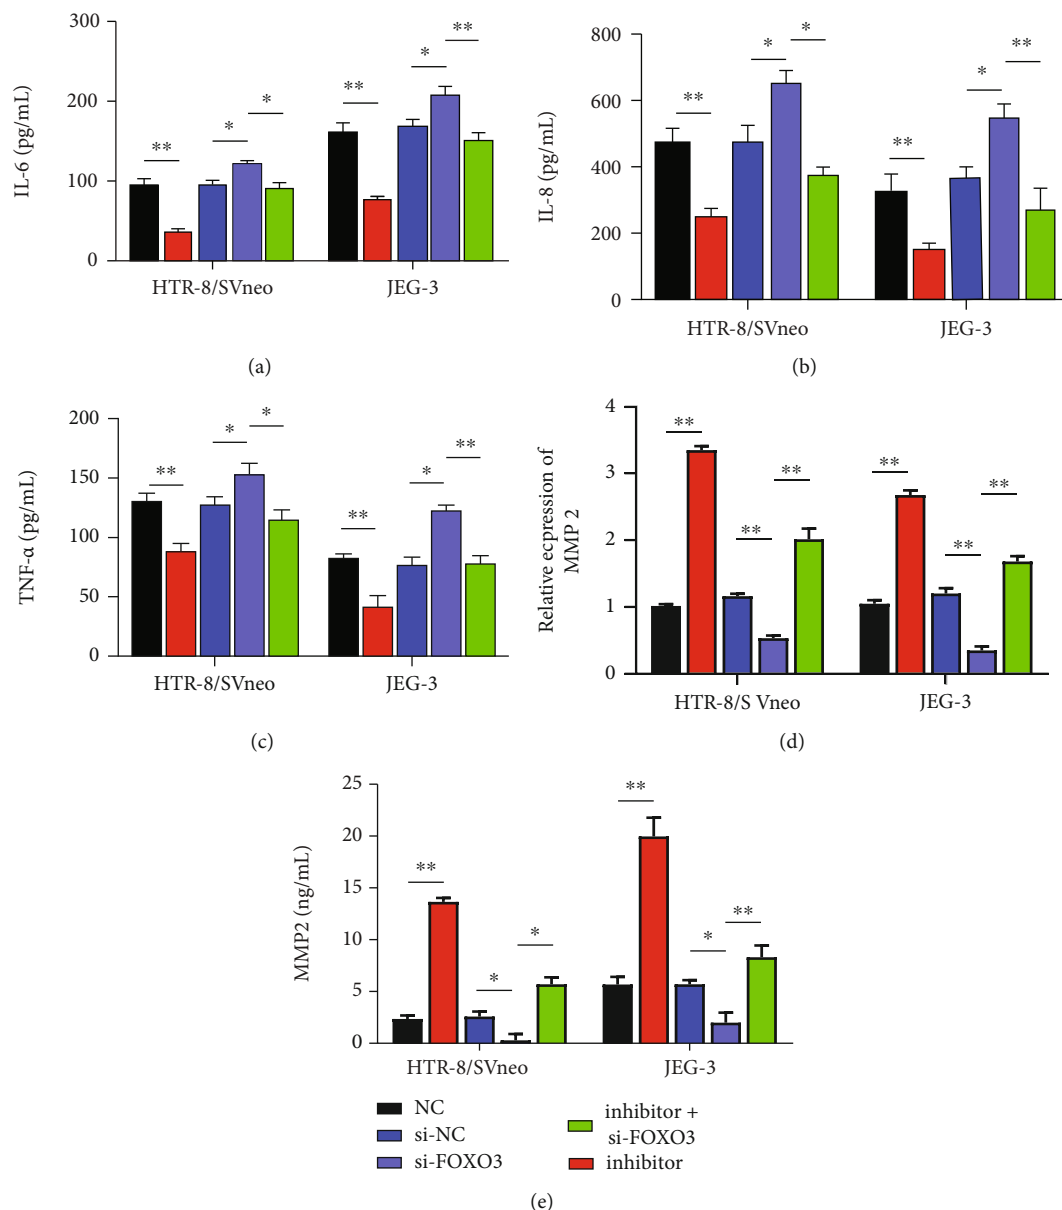 IL-6 (pg/mL)
300
200
100
0
**
*
*
**
*
**
HTR-8/SVneo
JEG-3
(a)
IL-8 (pg/mL)
800
600
400
200
0
**
*
*
**
*
**
HTR-8/SVneo
JEG-3
(b)
TNF-α (pg/mL)
200
150
100
50
0
**
*
*
**
*
**
HTR-8/SVneo
JEG-3
(c)
Relative ecpression of
MMP 2
4
3
2
1
0
**
**
**
**
**
**
HTR-8/S Vneo
JEG-3
(d)
MMP2 (ng/mL)
25
20
15
10
5
0
**
*
*
**
*
**
HTR-8/SVneo
JEG-3
NC
si-NC
si-FOXO3
inhibitor +
si-FOXO3
inhibitor
(e)